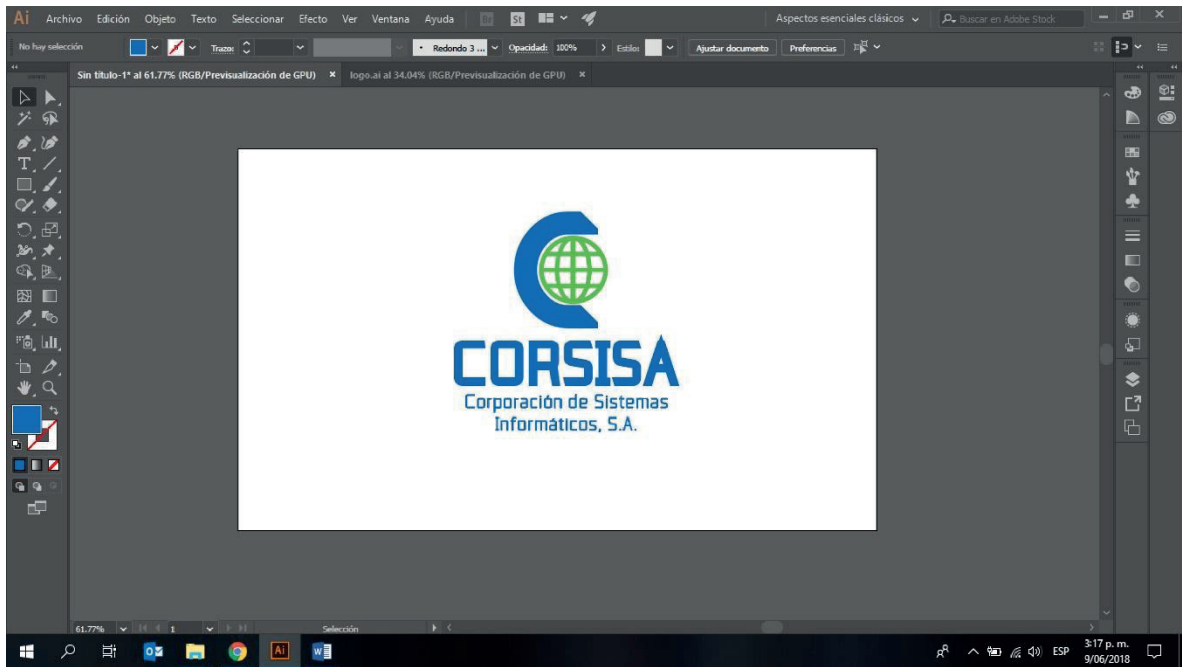 Ai Archivo Edición Objeto Texto Seleccionar Efecto Ver Ventana Ayuda Br St Aspectos esenciales clásicos Buscar en Adobe Stock
No hay selección Trazo: Redondo 3 ... Opacidad: 100% Estilo: Ajustar documento Preferencias
Sin título-1* al 61.77% (RGB/Previsualización de GPU) × logo.ai al 34.04% (RGB/Previsualización de GPU) ×
CORSISA
Corporación de Sistemas
Informáticos, S.A.
61.77% 1 Selección
Ai ESP 3:17 p. m.
9/06/2018